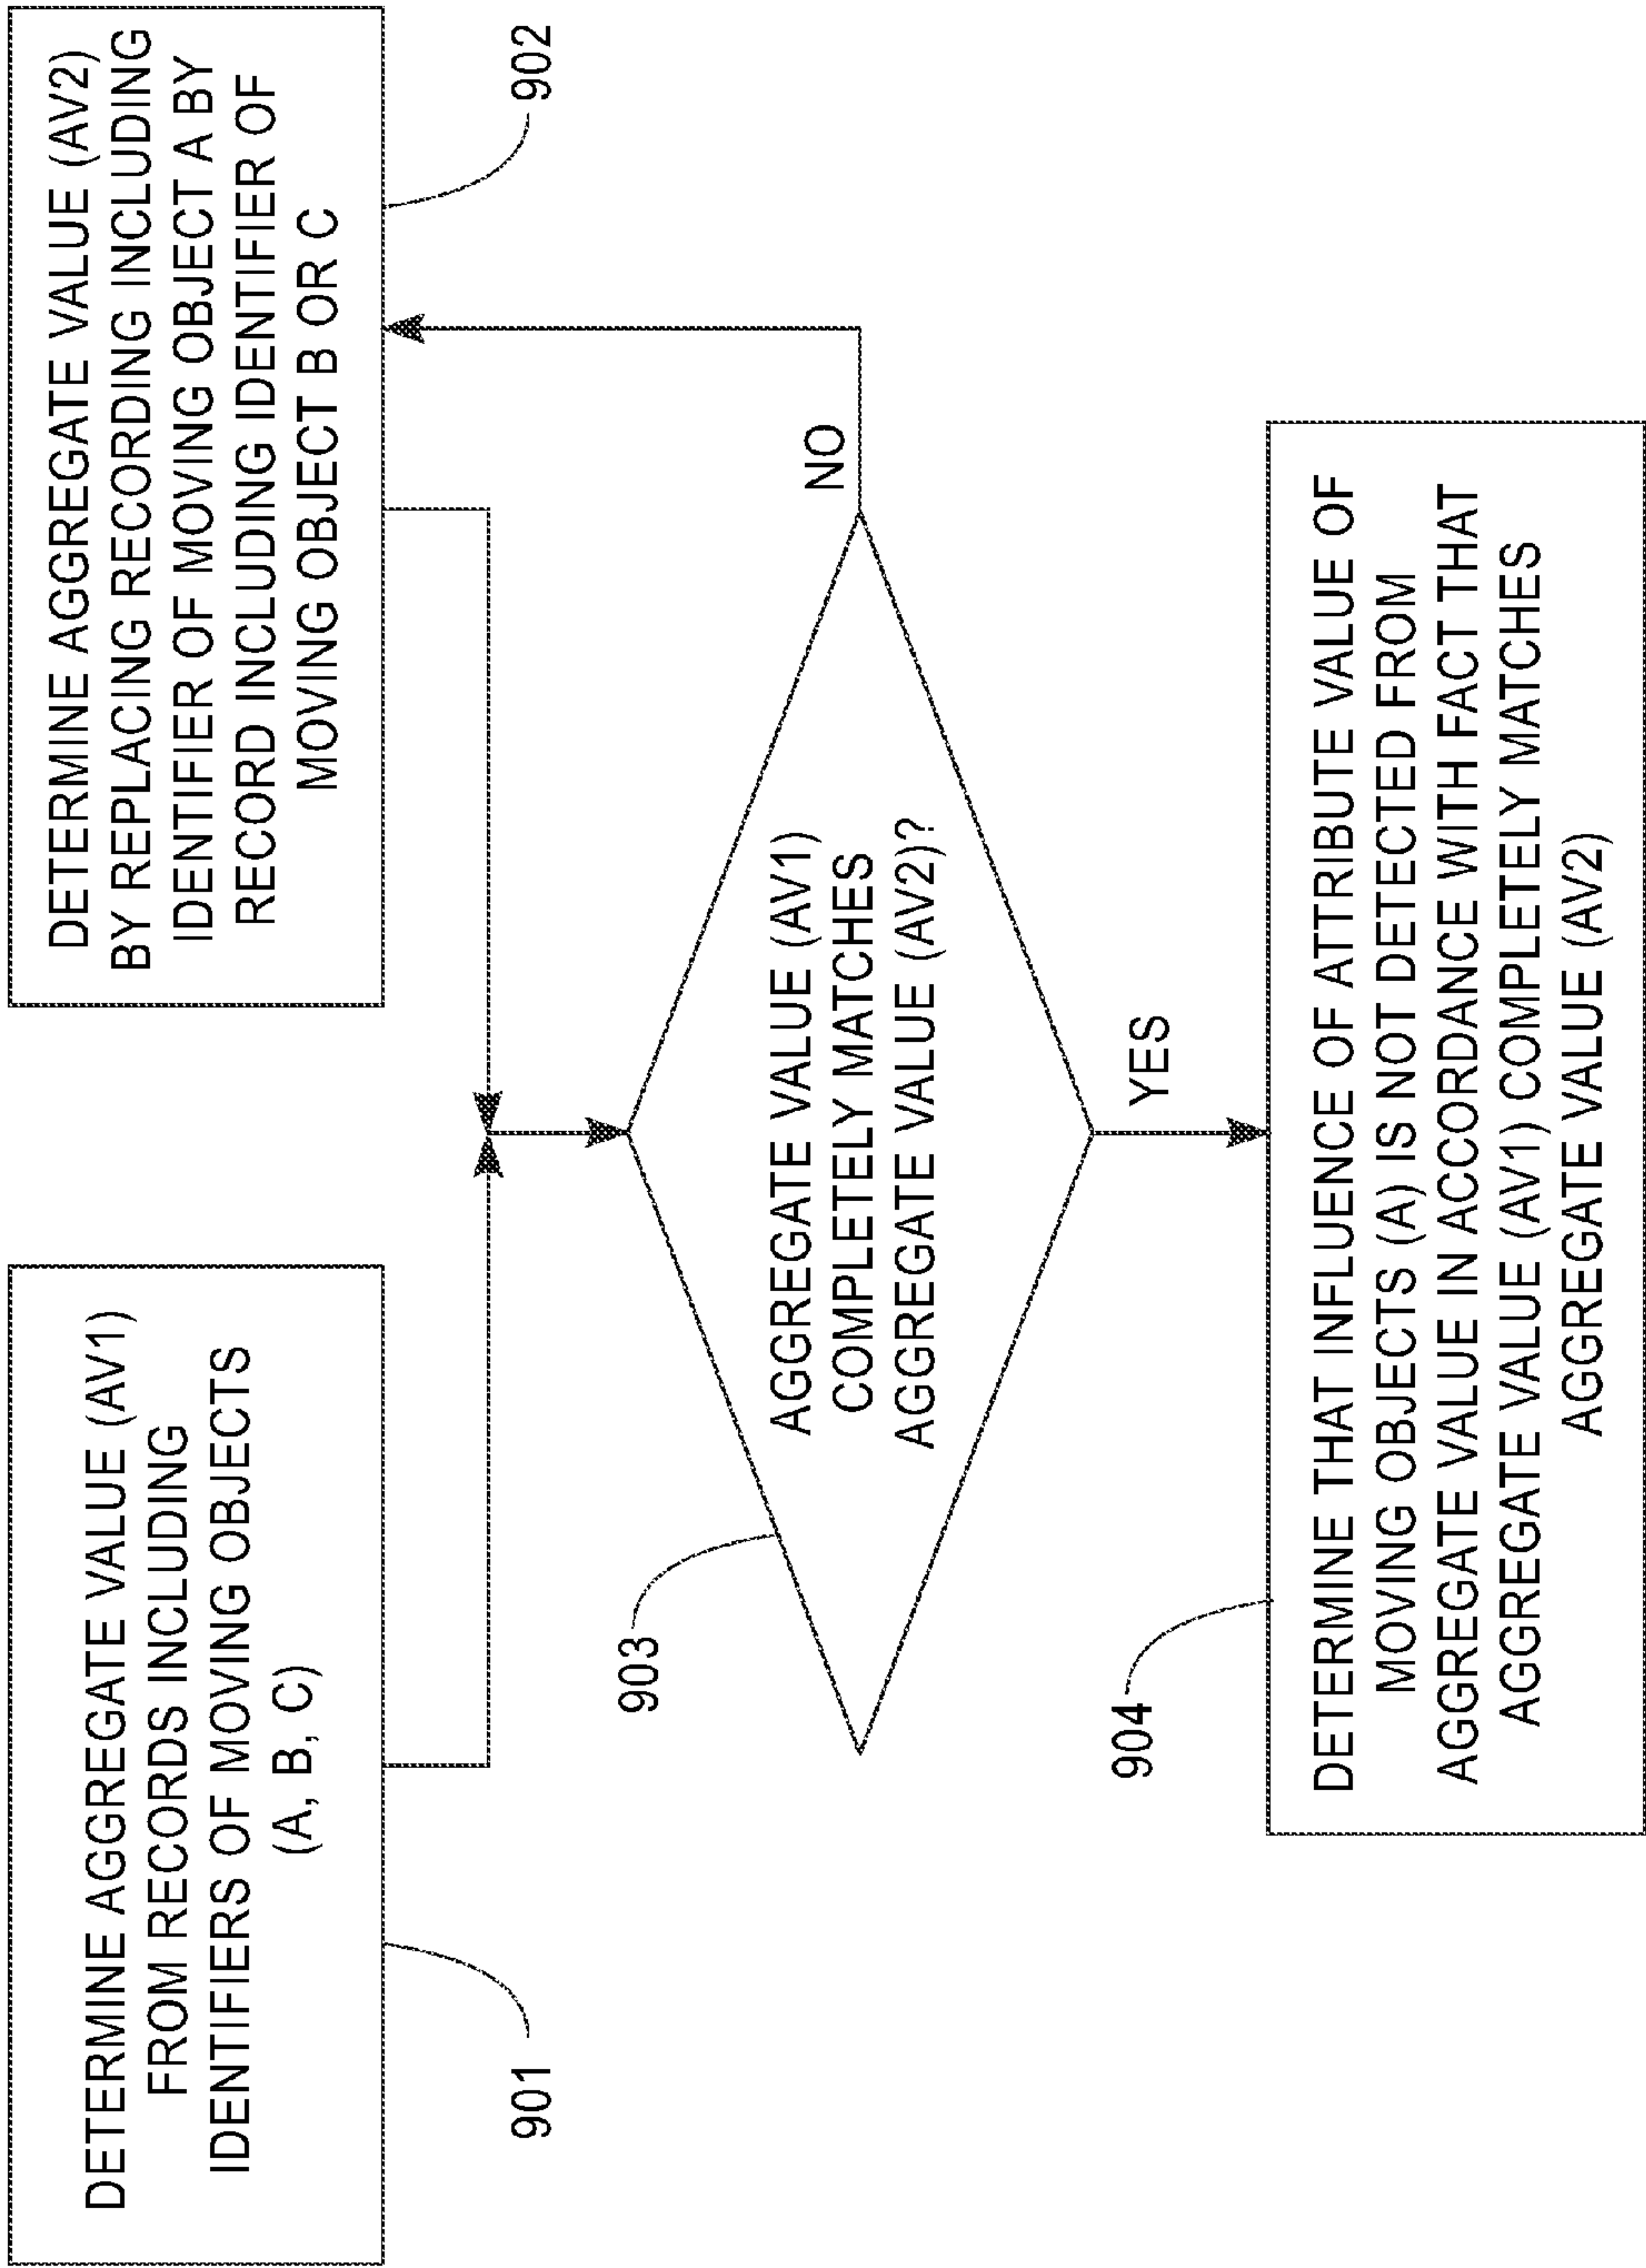 DETERMINE AGGREGATE VALUE (AV1)
FROM RECORDS INCLUDING
IDENTIFIERS OF MOVING OBJECTS
(A, B, C)
901
DETERMINE AGGREGATE VALUE (AV2)
BY REPLACING RECORDING INCLUDING
IDENTIFIER OF MOVING OBJECT A BY
RECORD INCLUDING IDENTIFIER OF
MOVING OBJECT B OR C
902
903
AGGREGATE VALUE (AV1)
COMPLETELY MATCHES
AGGREGATE VALUE (AV2)?
NO
YES
904
DETERMINE THAT INFLUENCE OF ATTRIBUTE VALUE OF
MOVING OBJECTS (A) IS NOT DETECTED FROM
AGGREGATE VALUE IN ACCORDANCE WITH FACT THAT
AGGREGATE VALUE (AV1) COMPLETELY MATCHES
AGGREGATE VALUE (AV2)